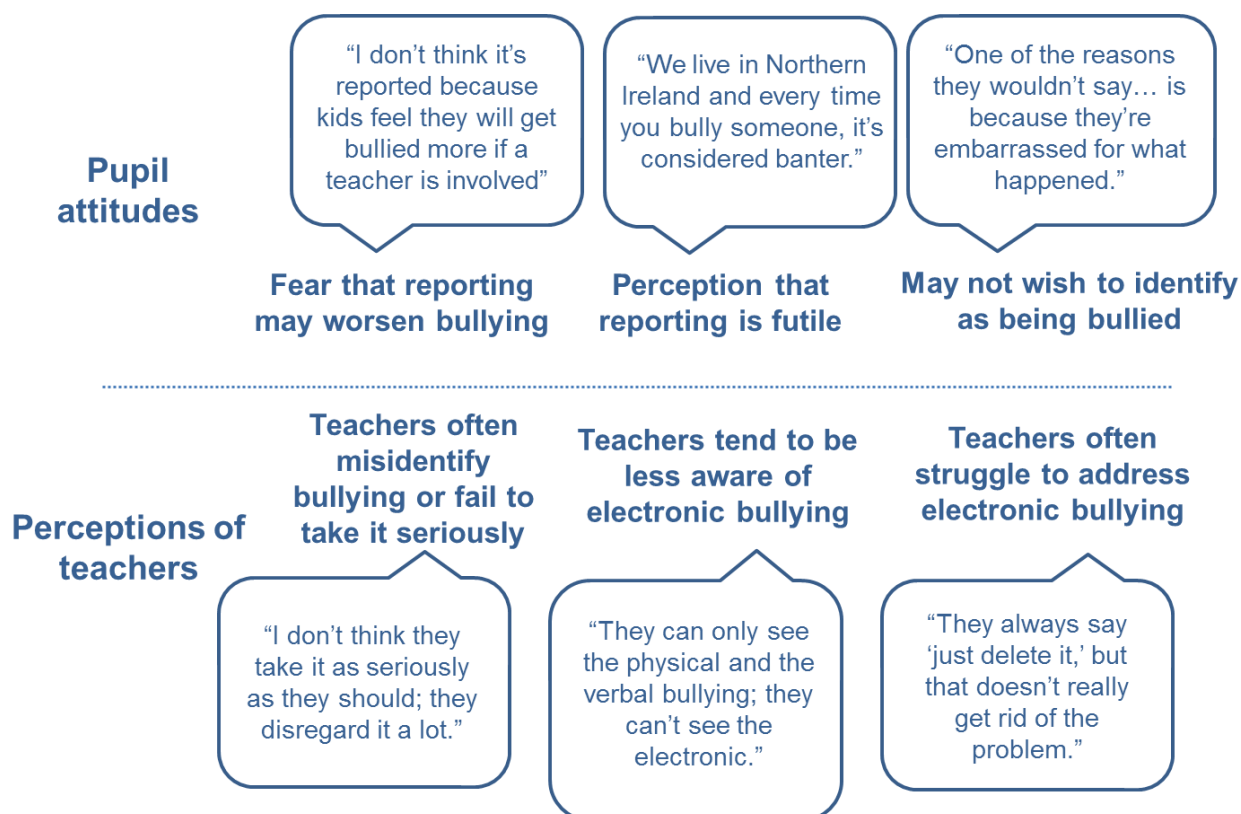 Pupil
attitudes
“I don’t think it’s
reported because
kids feel they will get
bullied more if a
teacher is involved”
Fear that reporting
may worsen bullying
“We live in Northern
Ireland and every time
you bully someone, it’s
considered banter.”
Perception that
reporting is futile
“One of the reasons
they wouldn’t say… is
because they’re
embarrassed for what
happened.”
May not wish to identify
as being bullied
Perceptions of
teachers
Teachers often
misidentify
bullying or fail to
take it seriously
“I don’t think they
take it as seriously
as they should; they
disregard it a lot.”
Teachers tend to be
less aware of
electronic bullying
“They can only see
the physical and the
verbal bullying; they
can’t see the
electronic.”
Teachers often
struggle to address
electronic bullying
“They always say
‘just delete it,’ but
that doesn’t really
get rid of the
problem.”